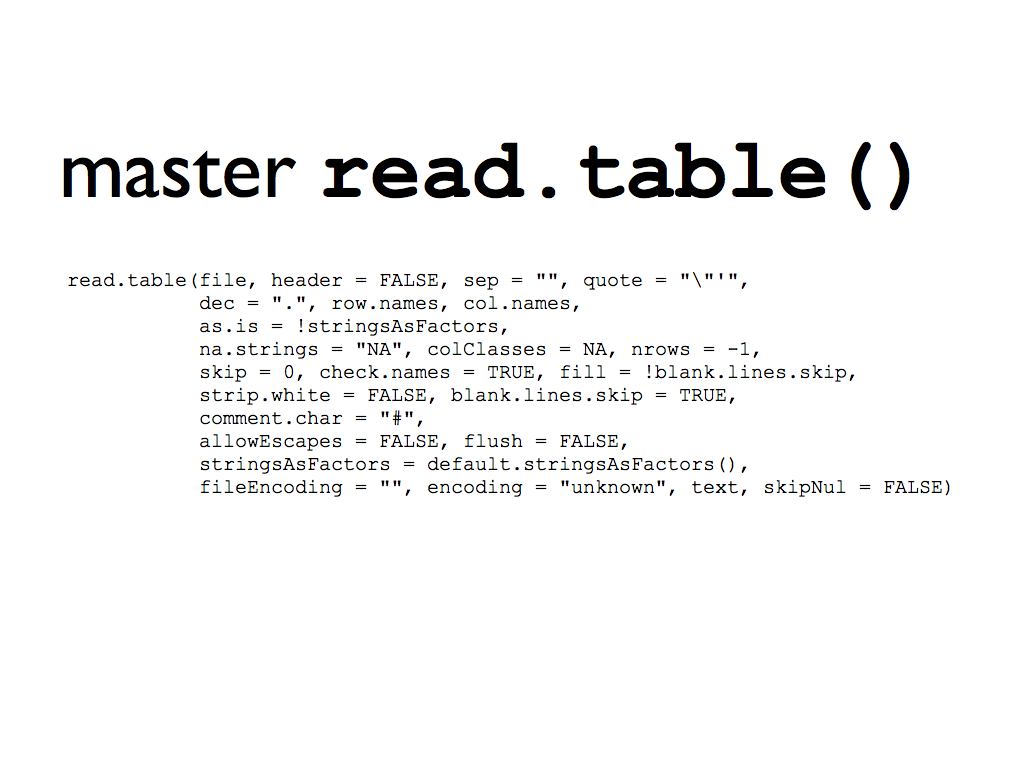 master read.table()
read.table(file, header = FALSE, sep = "", quote = "\"'",
dec = ".", row.names, col.names,
as.is = !stringsAsFactors,
na.strings = "NA", colClasses = NA, nrows = -1,
skip = 0, check.names = TRUE, fill = !blank.lines.skip,
strip.white = FALSE, blank.lines.skip = TRUE,
comment.char = "#",
allowEscapes = FALSE, flush = FALSE,
stringsAsFactors = default.stringsAsFactors(),
fileEncoding = "", encoding = "unknown", text, skipNul = FALSE)